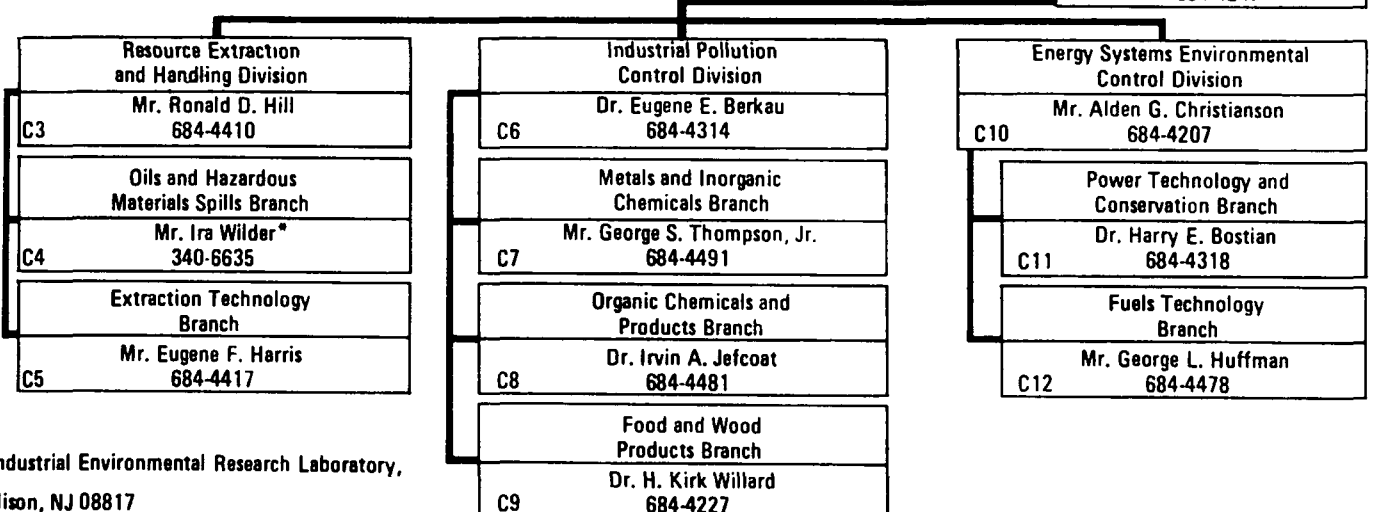 Resource Extraction
and Handling Division
Mr. Ronald D. Hill
C3 684-4410
Oils and Hazardous
Materials Spills Branch
Mr. Ira Wilder*
C4 340-6635
Extraction Technology
Branch
Mr. Eugene F. Harris
C5 684-4417
Industrial Pollution
Control Division
Dr. Eugene E. Berkau
C6 684-4314
Metals and Inorganic
Chemicals Branch
Mr. George S. Thompson, Jr.
C7 684-4491
Organic Chemicals and
Products Branch
Dr. Irvin A. Jefcoat
C8 684-4481
Food and Wood
Products Branch
Dr. H. Kirk Willard
C9 684-4227
Energy Systems Environmental
Control Division
Mr. Alden G. Christianson
C10 684-4207
Power Technology and
Conservation Branch
Dr. Harry E. Bostian
C11 684-4318
Fuels Technology
Branch
Mr. George L. Huffman
C12 684-4478
ndustrial Environmental Research Laboratory,
dison, NJ 08817